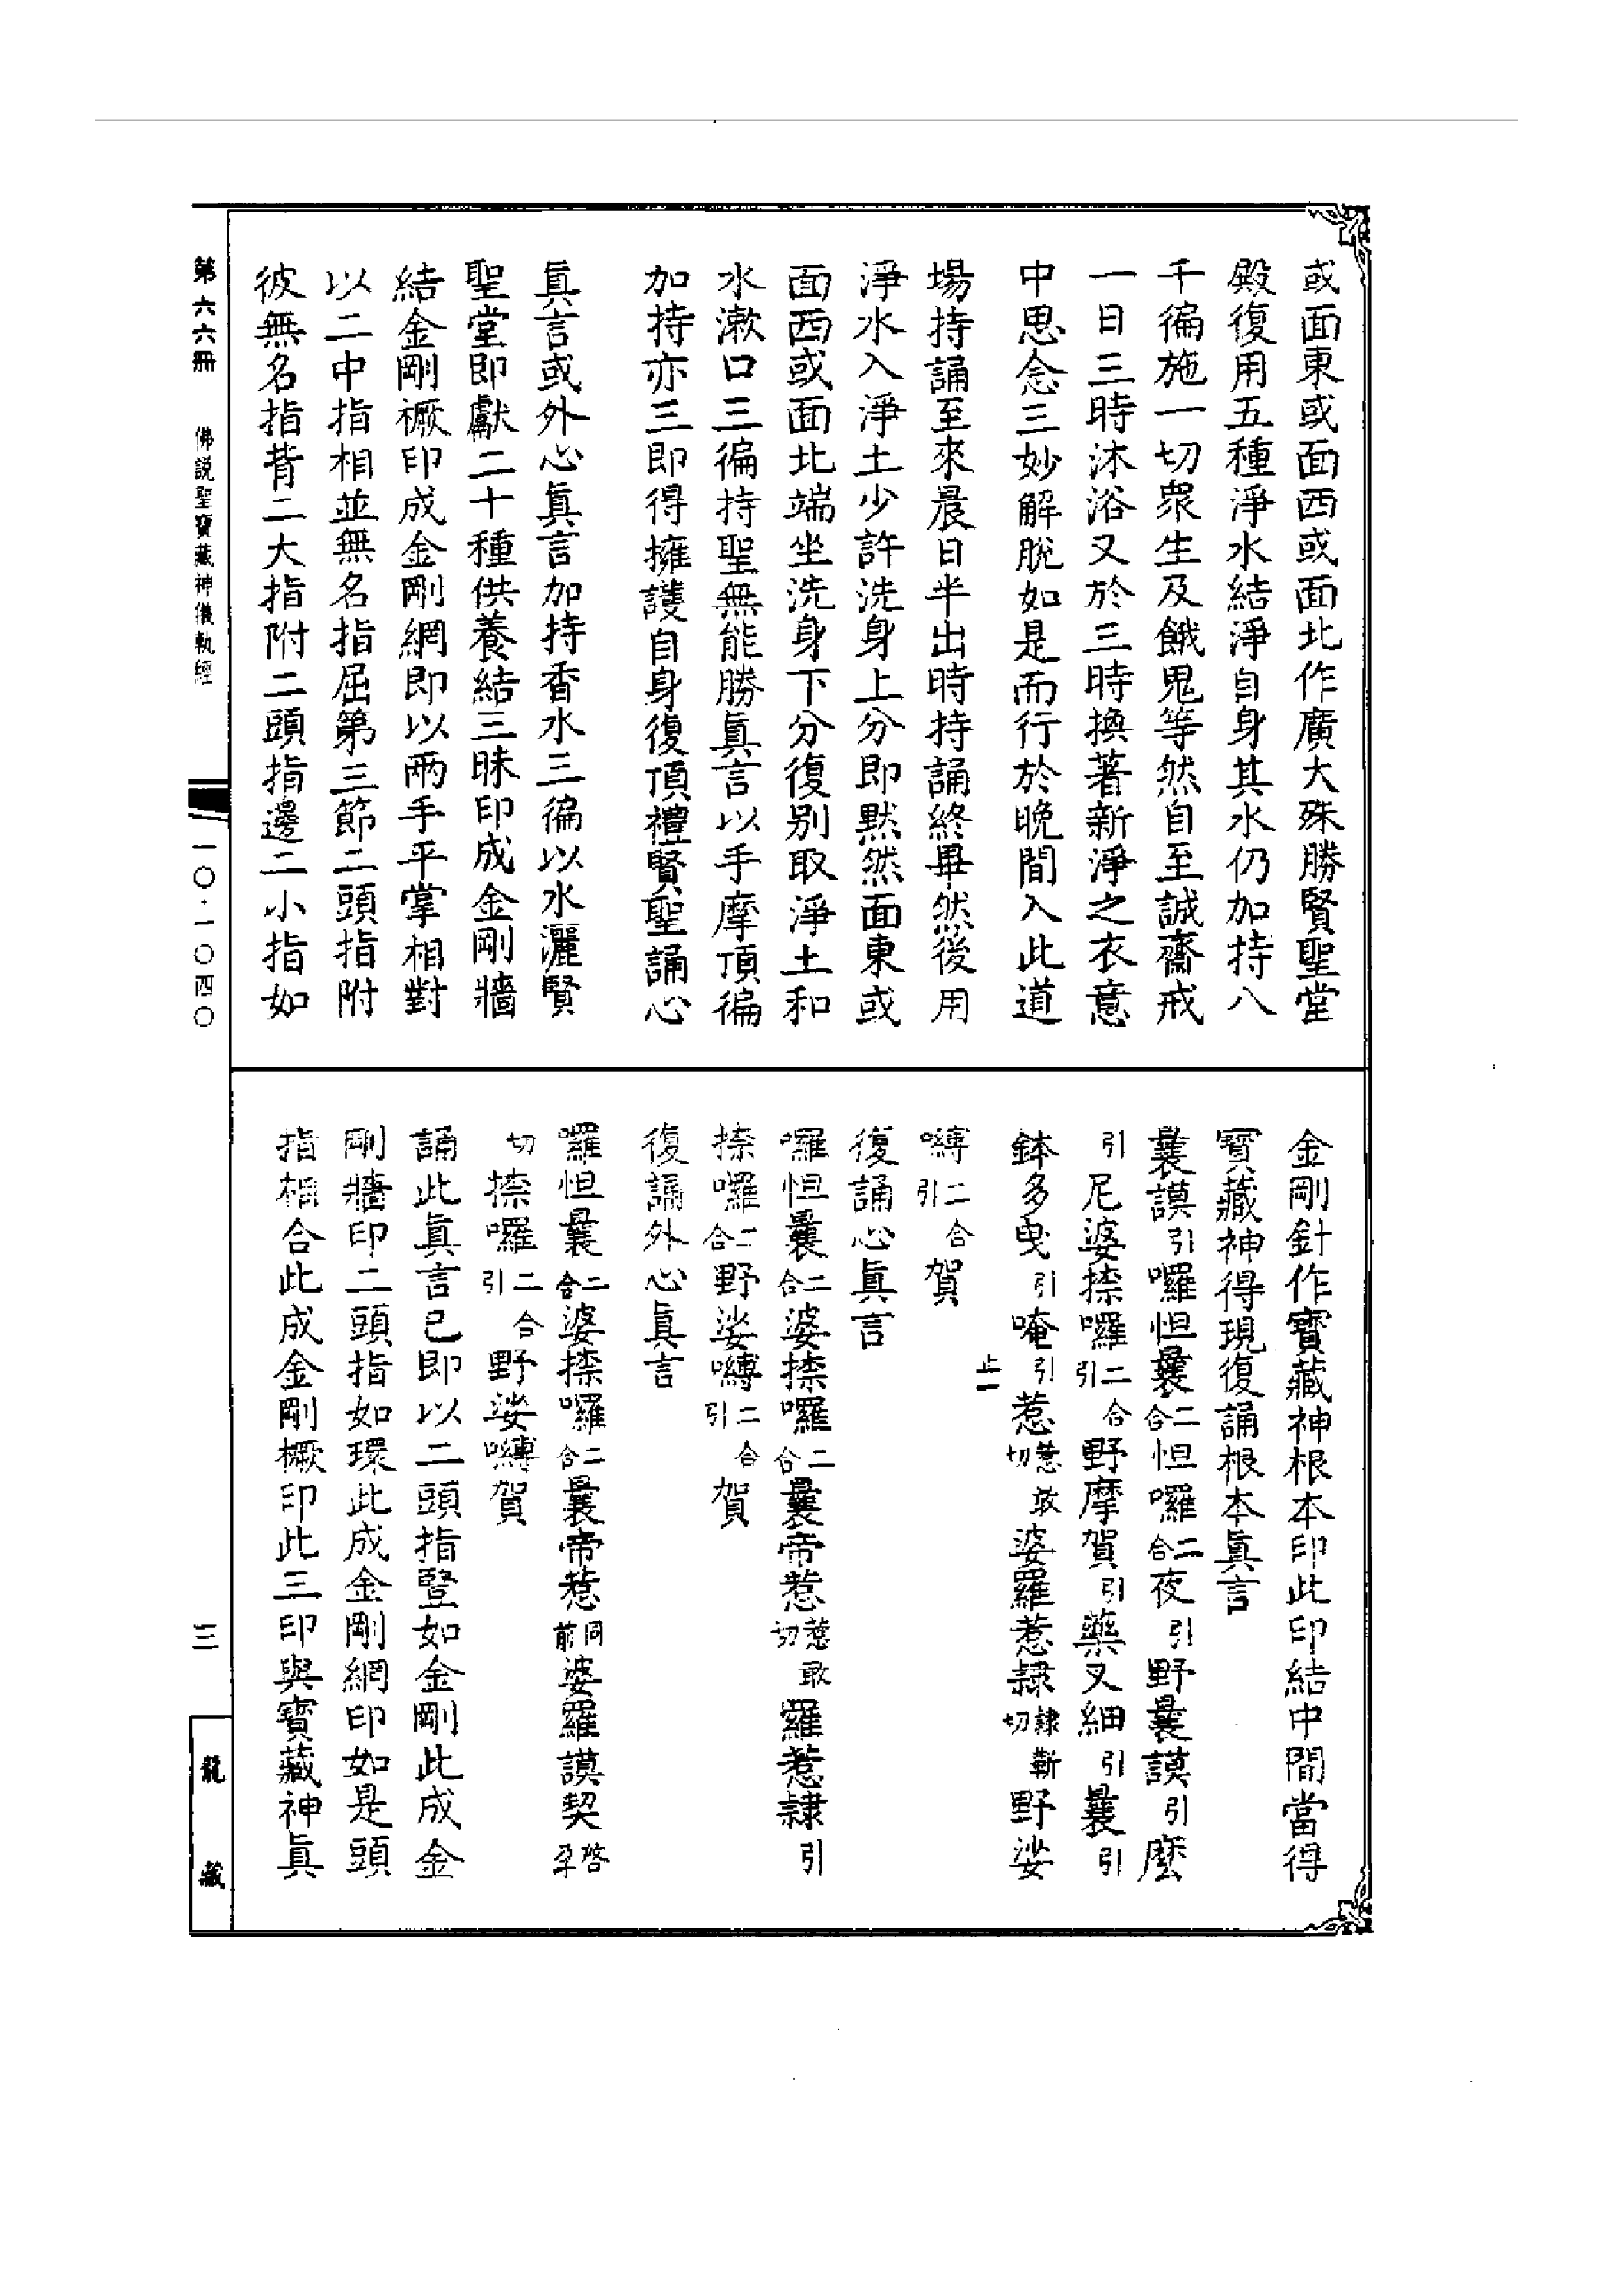 或面東或面西或面北作廣大殊勝賢聖堂
殿復用五種淨水結淨自身其水仍加持八
千徧施一切衆生及餓鬼等然自至誠齋戒
一日三時沐浴又於三時換著新淨之衣意
中思念三妙解脫如是而行於晚間入此道
場持誦至來晨日半出時持誦終畢然後用
淨水入淨土少許洗身上分即黙然面東或
面西或面北端坐洗身下分復别取淨土和
水漱口三徧持聖無能勝眞言以手摩頂徧
加持亦三即得擁護自身復頂禮賢聖誦心
眞言或外心眞言加持香水三徧以水灑賢
聖堂即獻二十種供養結三昧印成金剛牆
結金剛橛印成金剛網即以兩手平掌相對
以二中指相並無名指屈第三節二頭指附
彼無名指背二大指附二頭指邊二小指如
金剛針作寶藏神根本印此印結中間當得
寶藏神得現復誦根本眞言
曩謨引囉怛曩二合怛囉二合夜引野曩謨引麽
引尼婆捺囉二合引野摩賀引藥叉細引曩引
鉢多曳引唵引惹惹敢切婆羅惹隷隷靳切野娑
嚩二合引賀
復誦心眞言
囉怛曩二合婆捺囉二合曩帝惹惹敢切羅惹隷引
捺囉二合野娑嚩二合引賀
復誦外心眞言
羅怛曩二合婆捺囉二合曩帝惹同前婆羅謨契啓孕
切捺囉二合引野娑嚩賀
誦此眞言已即以二頭指豎如金剛此成金
剛牆印二頭指如環此成金剛網印如是頭
指相合此成金剛橛印此三印與寶藏神眞
第六六冊
佛說聖寶藏神儀軌經
一〇·一〇四〇
三
龍藏